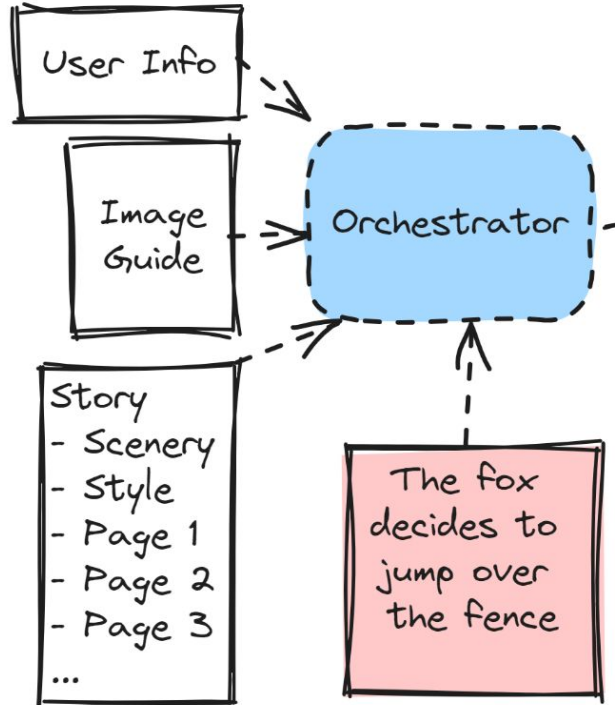 User Info
Image
Guide
Orchestrator
Story
- Scenery
- Style
- Page 1
- Page 2
- Page 3
...
The fox
decides to
jump over
the fence